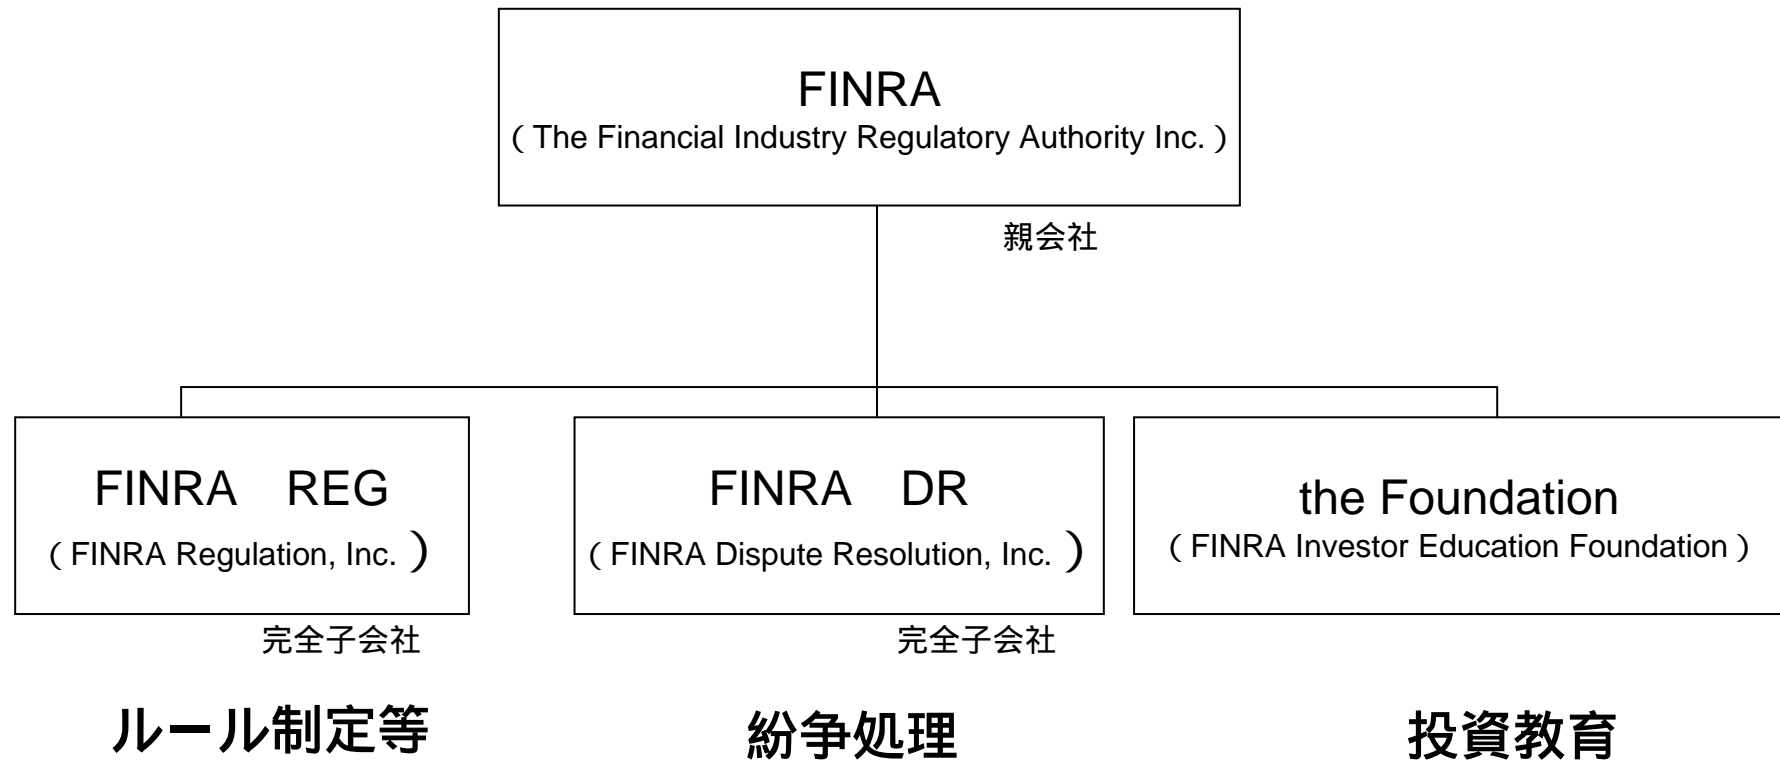 FINRA
（The Financial Industry Regulatory Authority Inc.）
親会社
FINRA　REG
（FINRA Regulation, Inc.）
完全子会社
ルール制定等
FINRA　DR
（FINRA Dispute Resolution, Inc.）
完全子会社
紛争処理
the Foundation
（FINRA Investor Education Foundation）
投資教育